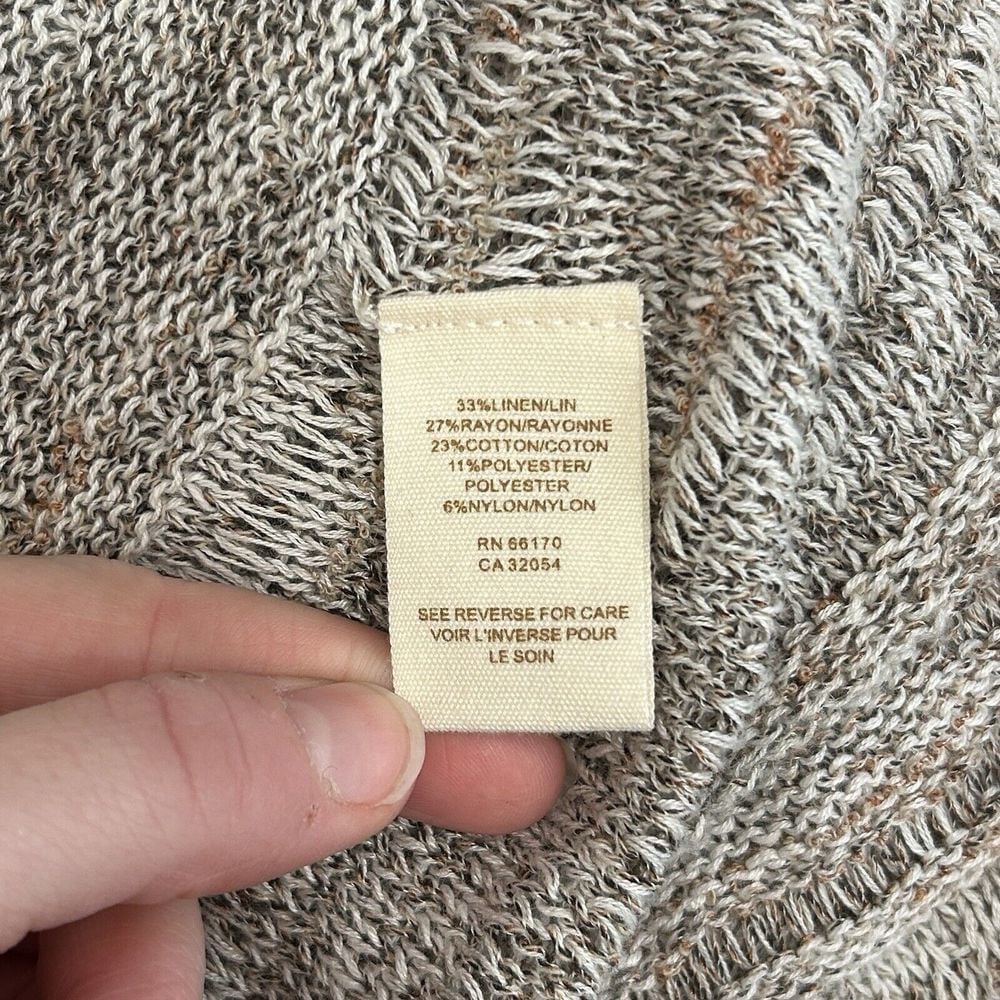 33%LINEN/LIN
27%RAYON/RAYONNE
23%COTTON/COTON
11%POLYESTER/
POLYESTER
6%NYLON/NYLON
RN 66170
CA 32054
SEE REVERSE FOR CARE
VOIR L'INVERSE POUR
LE SOIN